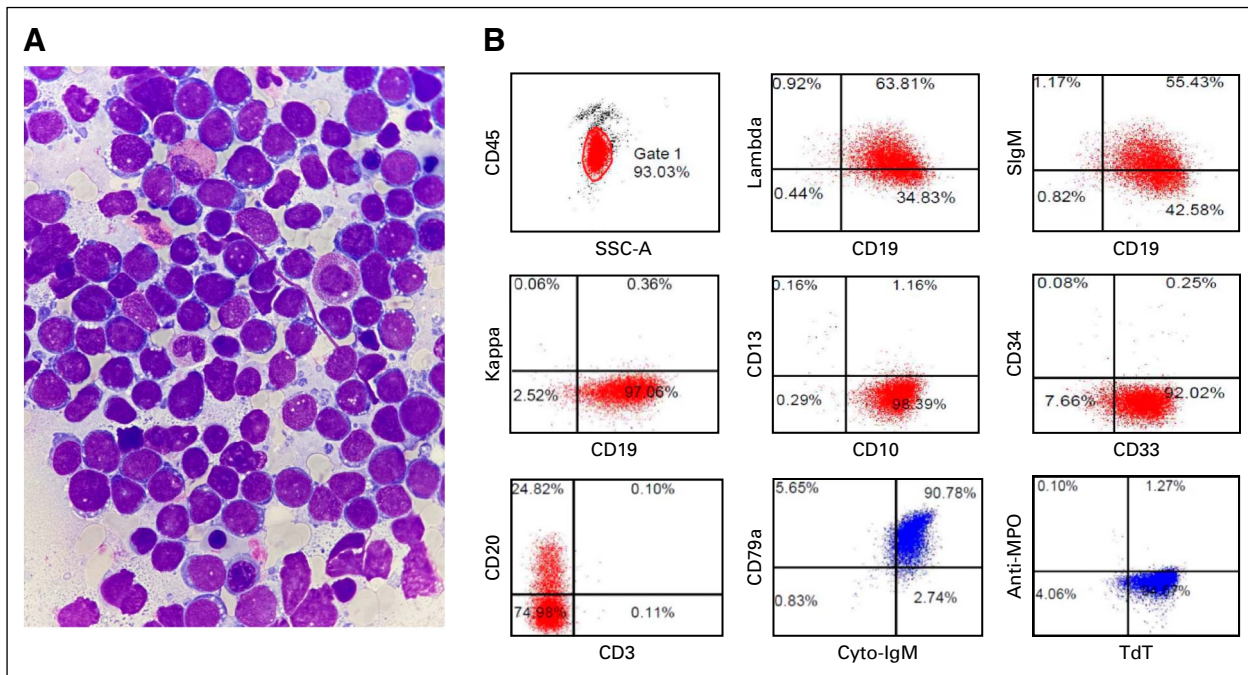 A
B
CD45
Gate 1
93.03%
SSC-A
0.92%
63.81%
Lambda
0.44%
34.83%
CD19
1.17%
55.43%
SIgM
0.82%
42.58%
CD19
0.06%
0.36%
Kappa
2.52%
97.06%
CD19
0.16%
1.16%
CD13
0.29%
98.39%
CD10
0.08%
0.25%
CD34
7.66%
92.02%
CD33
24.82%
0.10%
CD20
74.98%
0.11%
CD3
5.65%
90.78%
CD79a
0.83%
2.74%
Cyto-IgM
0.10%
1.27%
Anti-MPO
4.06%
TdT